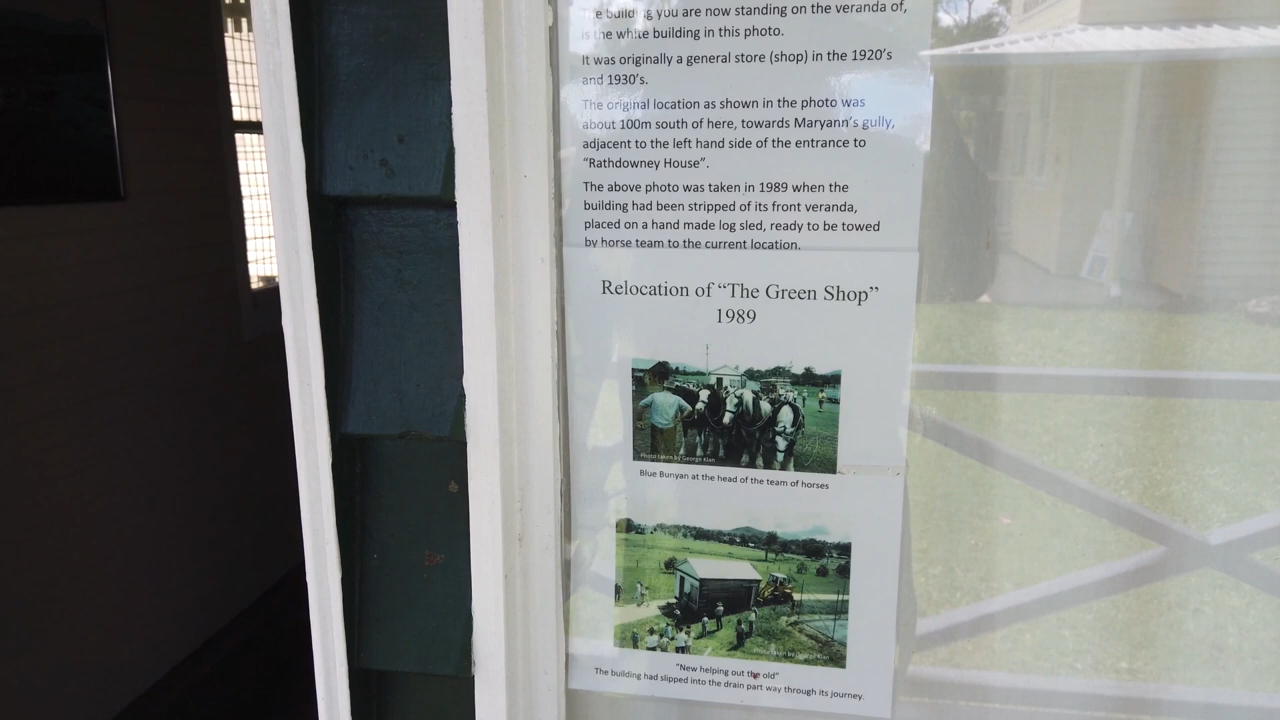 The building you are now standing on the veranda of,
is the white building in this photo.
It was originally a general store (shop) in the 1920's
and 1930's.
The original location as shown in the photo was
about 100m south of here, towards Maryann's gully,
adjacent to the left hand side of the entrance to
“Rathdowney House”.
The above photo was taken in 1989 when the
building had been stripped of its front veranda,
placed on a hand made log sled, ready to be towed
by horse team to the current location.
Relocation of “The Green Shop”
1989
Photo taken by George Klan
Blue Bunyan at the head of the team of horses
Photo taken by George Klan
“New helping out the old”
The building had slipped into the drain part way through its journey.